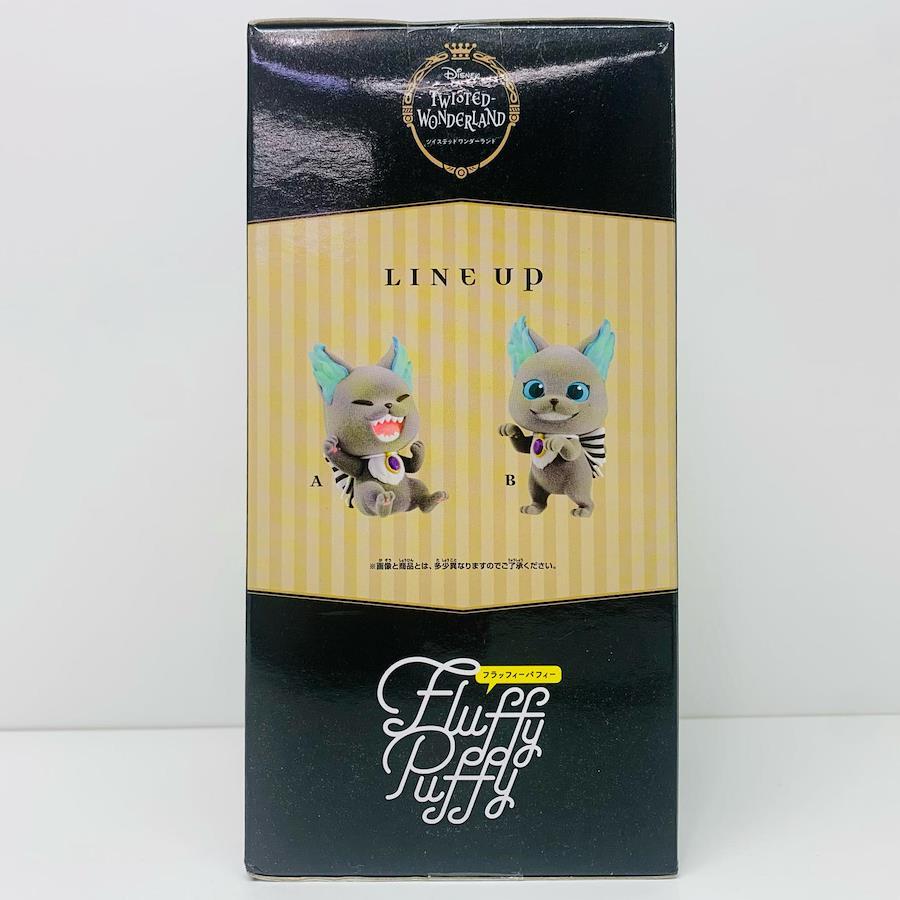 Disney
TWISTED-
WONDERLAND
ツイステッドワンダーランド
LINE UP
A
B
※画像と商品とは、多少異なりますのでご了承ください。
フラッフィーパフィー
Fluffy
Puffy